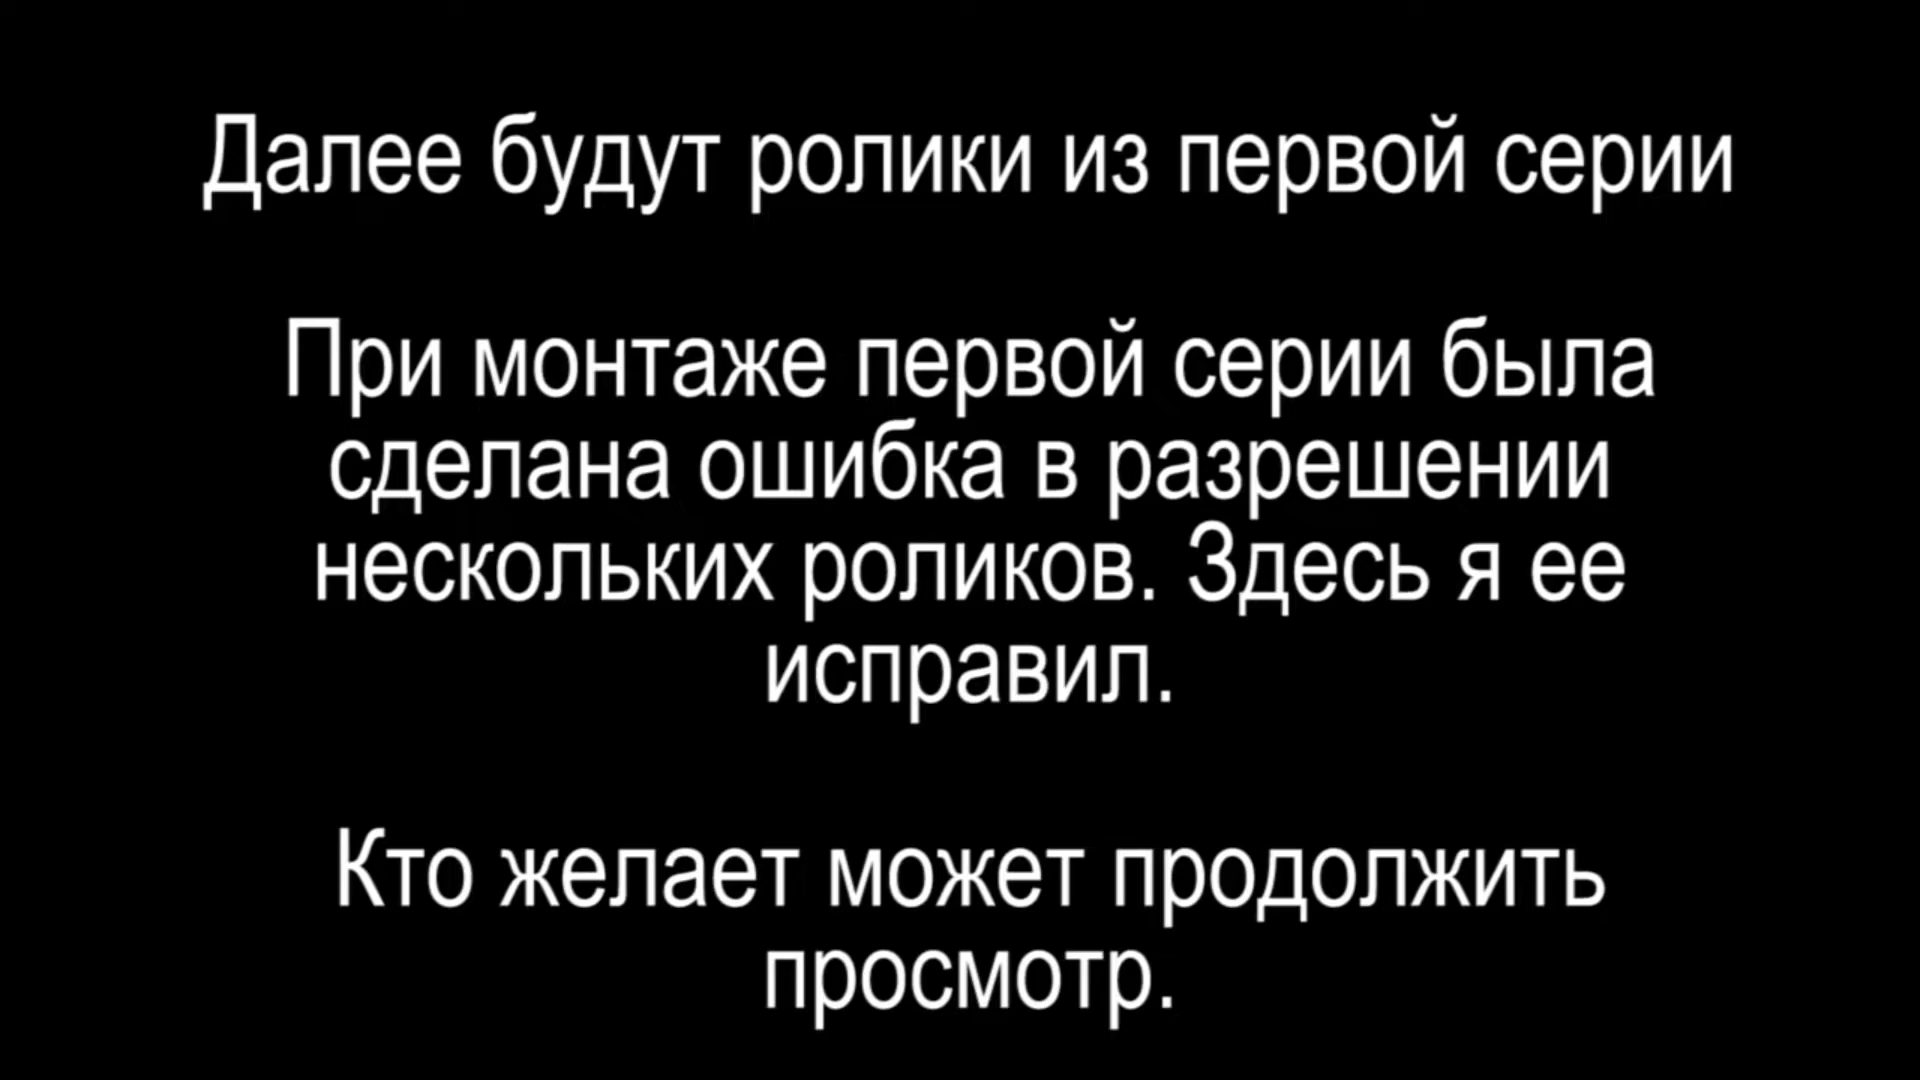 Далее будут ролики из первой серии
При монтаже первой серии была
сделана ошибка в разрешении
нескольких роликов. Здесь я ее
исправил.
Кто желает может продолжить
просмотр.